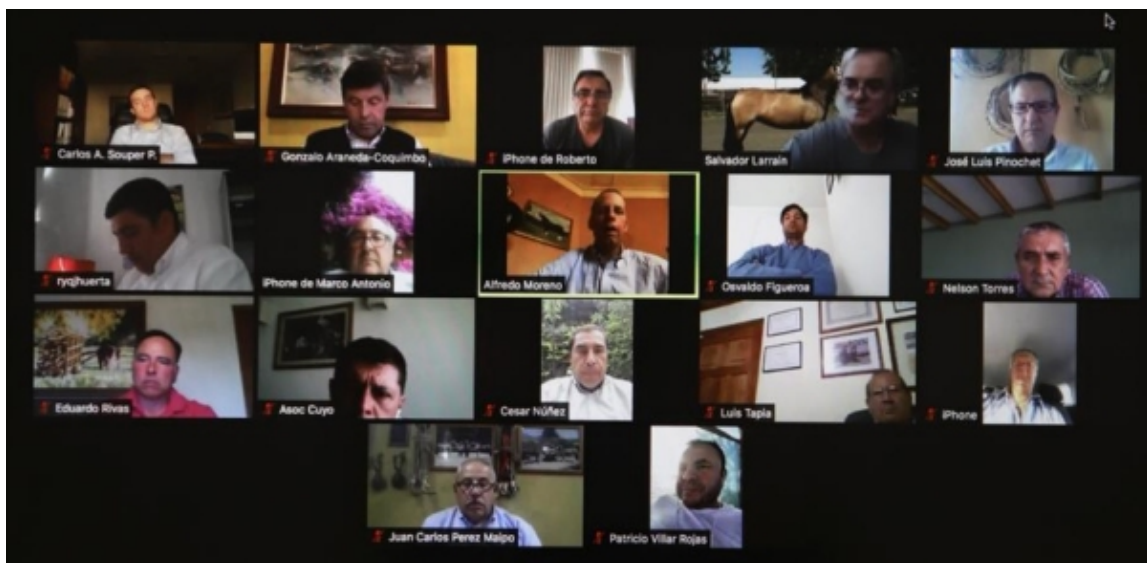 Carlos A. Souper P.
Gonzalo Araneda-Coquimbo
iPhone de Roberto
Salvador Larrain
José Luis Pinochet
ryqjhuerta
iPhone de Marco Antonio
Alfredo Moreno
Osvaldo Figueroa
Nelson Torres
Eduardo Rivas
Asoc Cuyo
Cesar Núñez
Luis Tapia
iPhone
Juan Carlos Perez Maipo
Patricio Villar Rojas